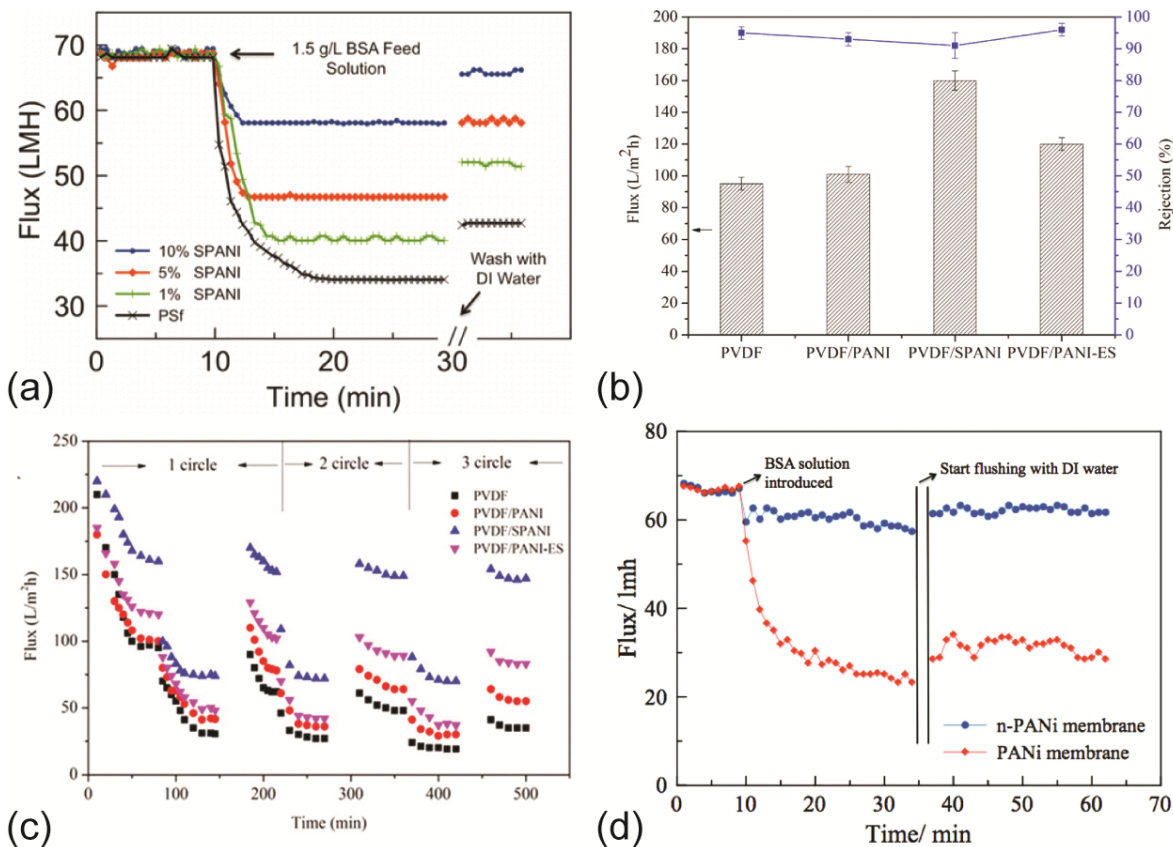 70
60
50
40
30
Flux (LMH)
1.5 g/L BSA Feed
Solution
10% SPANI
5% SPANI
1% SPANI
PSf
Wash with
DI Water
0
10
20
30
Time (min)
(a)
200
180
160
140
120
100
80
60
40
20
0
Flux (L/m²h)
100
90
80
70
60
50
40
30
20
10
0
Rejection (%)
PVDF
PVDF/PANI
PVDF/SPANI
PVDF/PANI-ES
(b)
250
200
150
100
50
0
Flux (L/m²h)
1 circle
2 circle
3 circle
PVDF
PVDF/PANI
PVDF/SPANI
PVDF/PANI-ES
0
100
200
300
400
500
Time (min)
(c)
80
60
40
20
0
Flux/ lmh
BSA solution
introduced
Start flushing with DI water
n-PANi membrane
PANi membrane
0
10
20
30
40
50
60
70
Time/ min
(d)